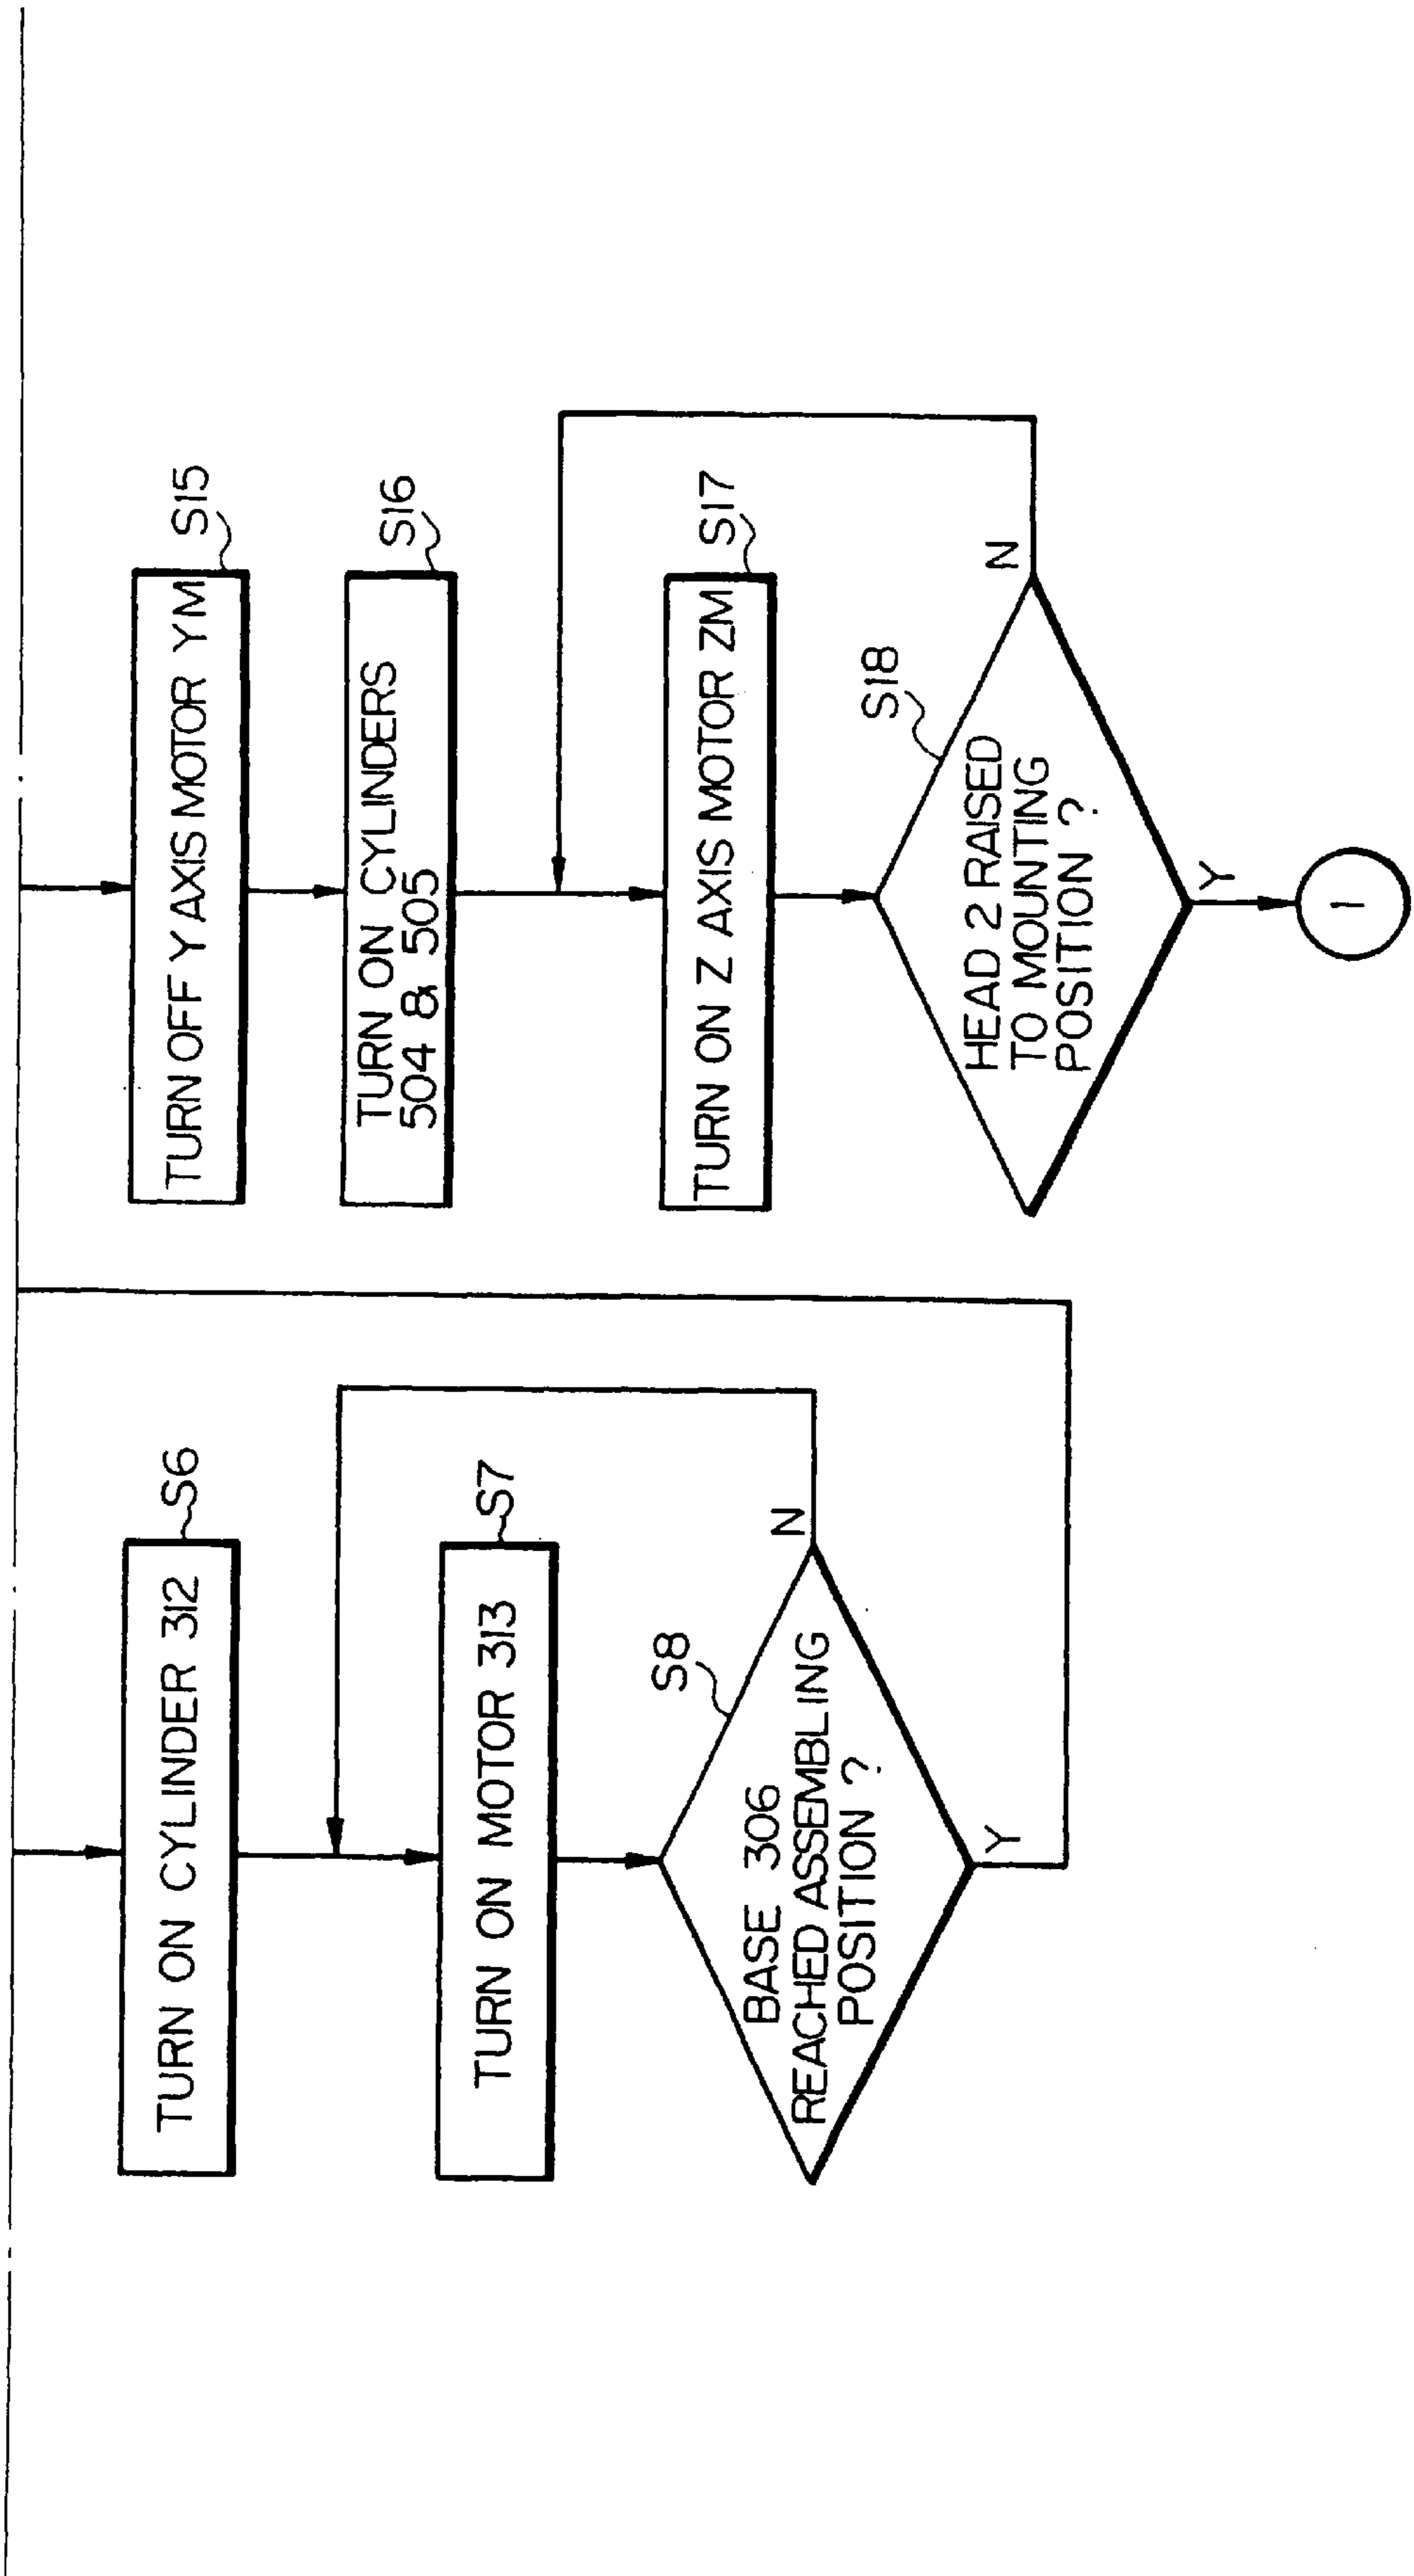 TURN ON CYLINDER 312
S6
TURN ON MOTOR 313
S7
S8
BASE 306
REACHED ASSEMBLING
POSITION ?
N
Y
TURN OFF Y AXIS MOTOR YM
S15
TURN ON CYLINDERS
504 & 505
S16
TURN ON Z AXIS MOTOR ZM
S17
S18
HEAD 2 RAISED
TO MOUNTING
POSITION ?
N
Y
1